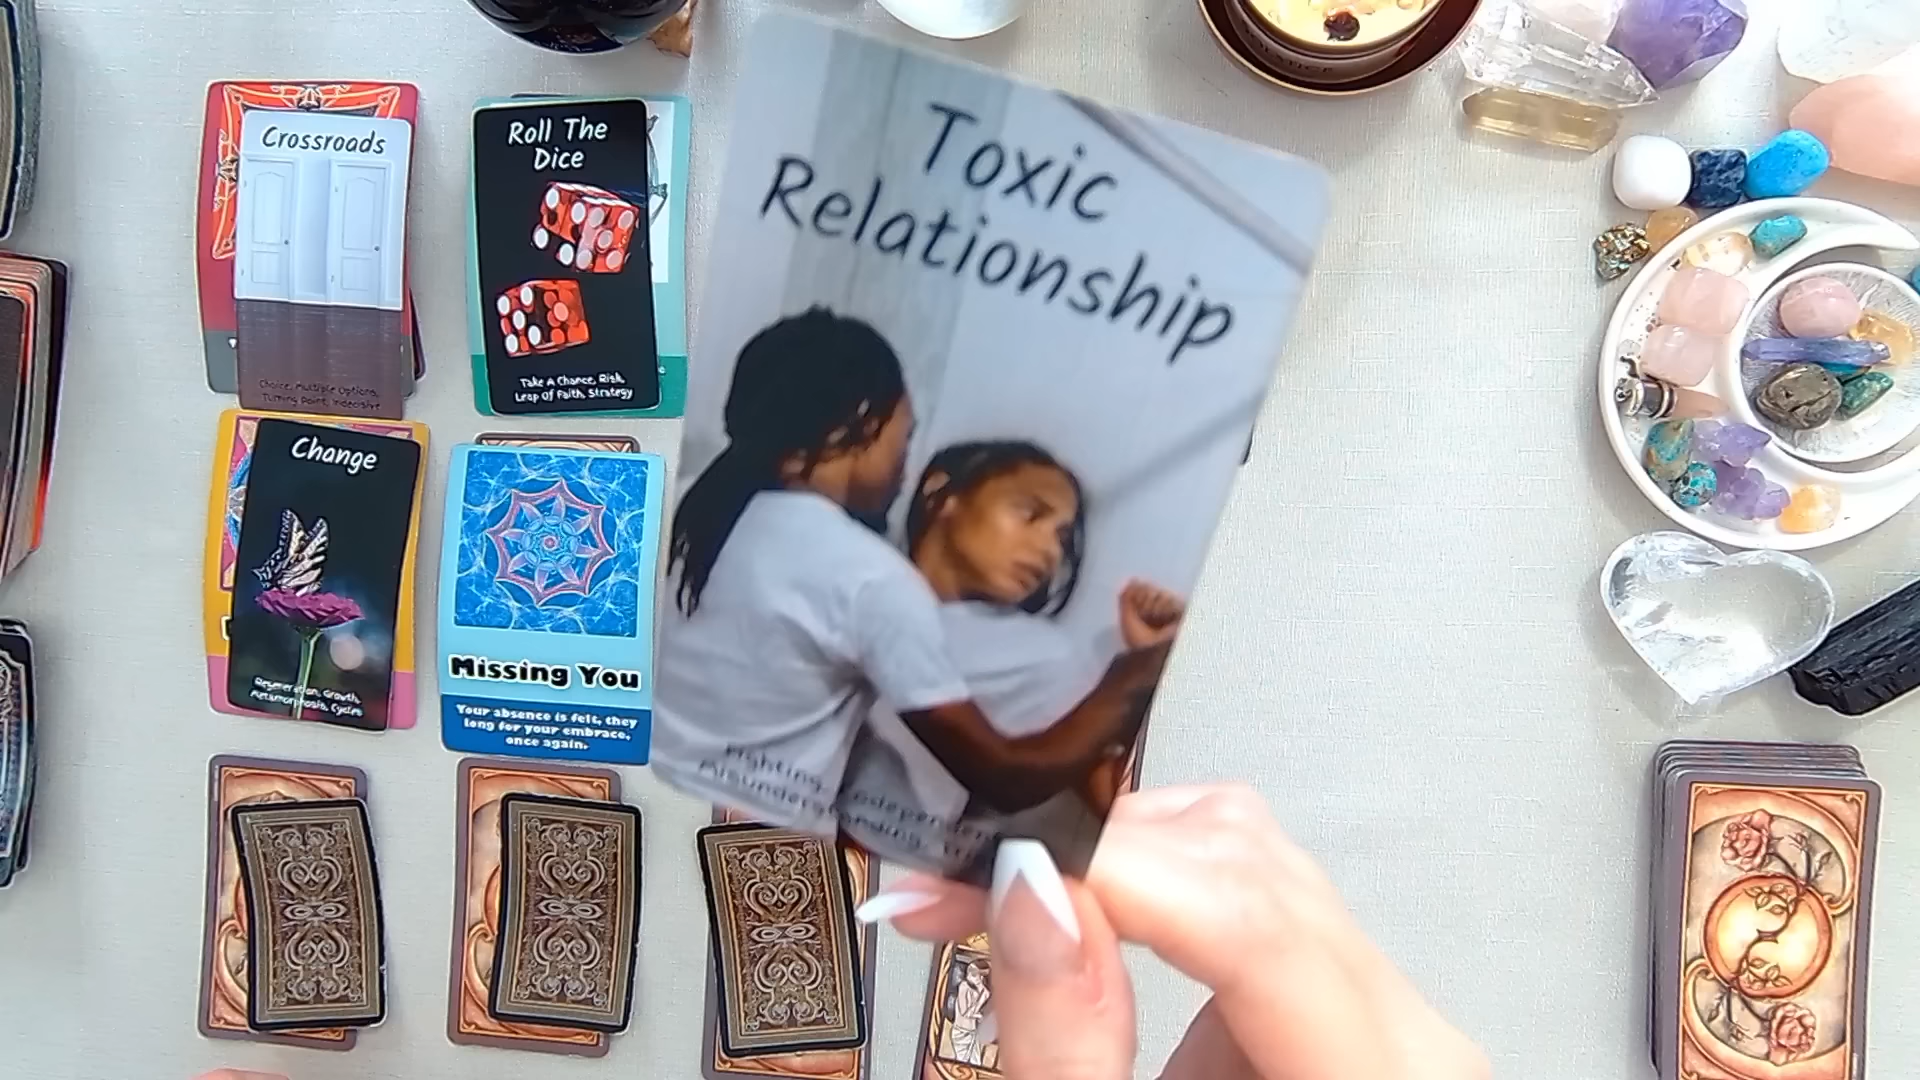 Crossroads
Choice, Multiple Options,
Turning Point, Indecisive
Roll The
Dice
Take A Chance, Risk,
Leap Of Faith, Strategy
Toxic
Relationship
Fighting,
Misunderstanding,
Change
Regeneration, Growth,
Metamorphosis, Cycles
Missing You
Your absence is felt, they
long for your embrace,
once again.